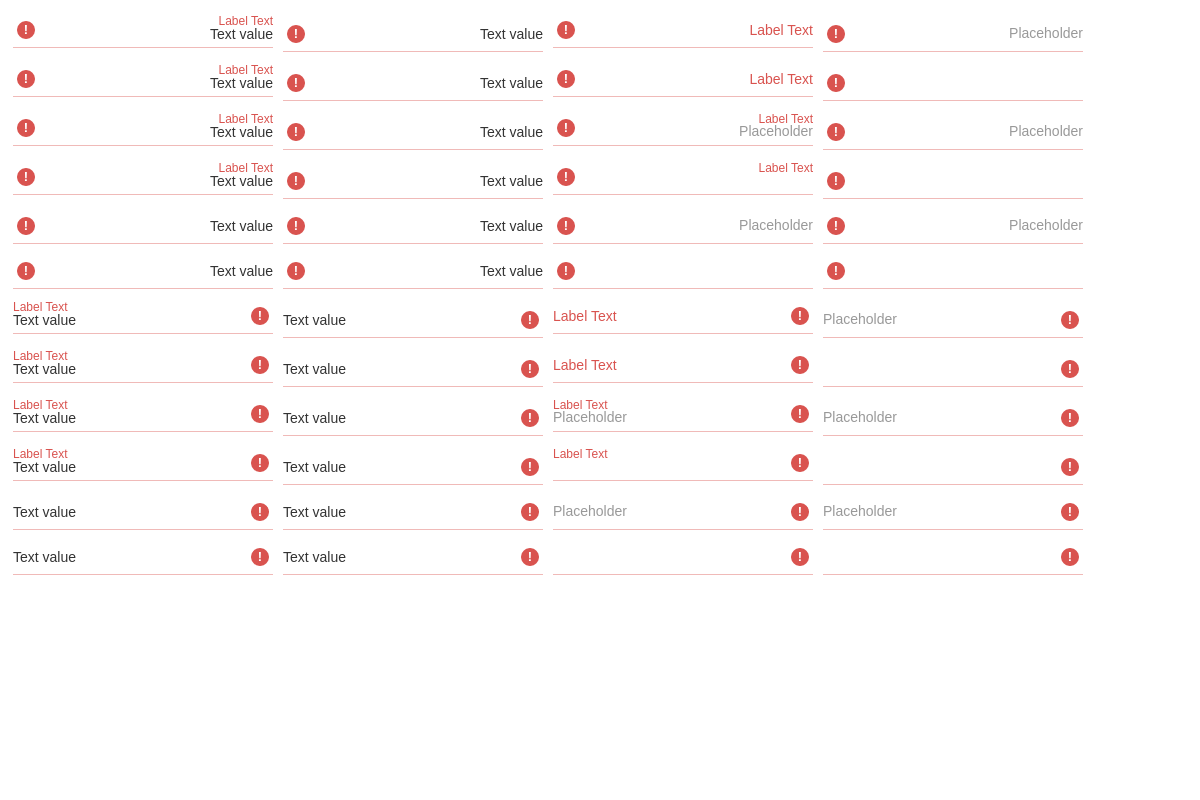 ! Label Text
Text value ! Text value ! Label Text ! Placeholder
! Label Text
Text value ! Text value ! Label Text !
! Label Text
Text value ! Text value ! Label Text
Placeholder ! Placeholder
! Label Text
Text value ! Text value ! Label Text !
! Text value ! Text value ! Placeholder ! Placeholder
! Text value ! Text value ! !
Label Text
Text value ! Text value ! Label Text ! Placeholder !
Label Text
Text value ! Text value ! Label Text ! !
Label Text
Text value ! Text value ! Label Text
Placeholder ! Placeholder !
Label Text
Text value ! Text value ! Label Text ! !
Text value ! Text value ! Placeholder ! Placeholder !
Text value ! Text value ! ! !